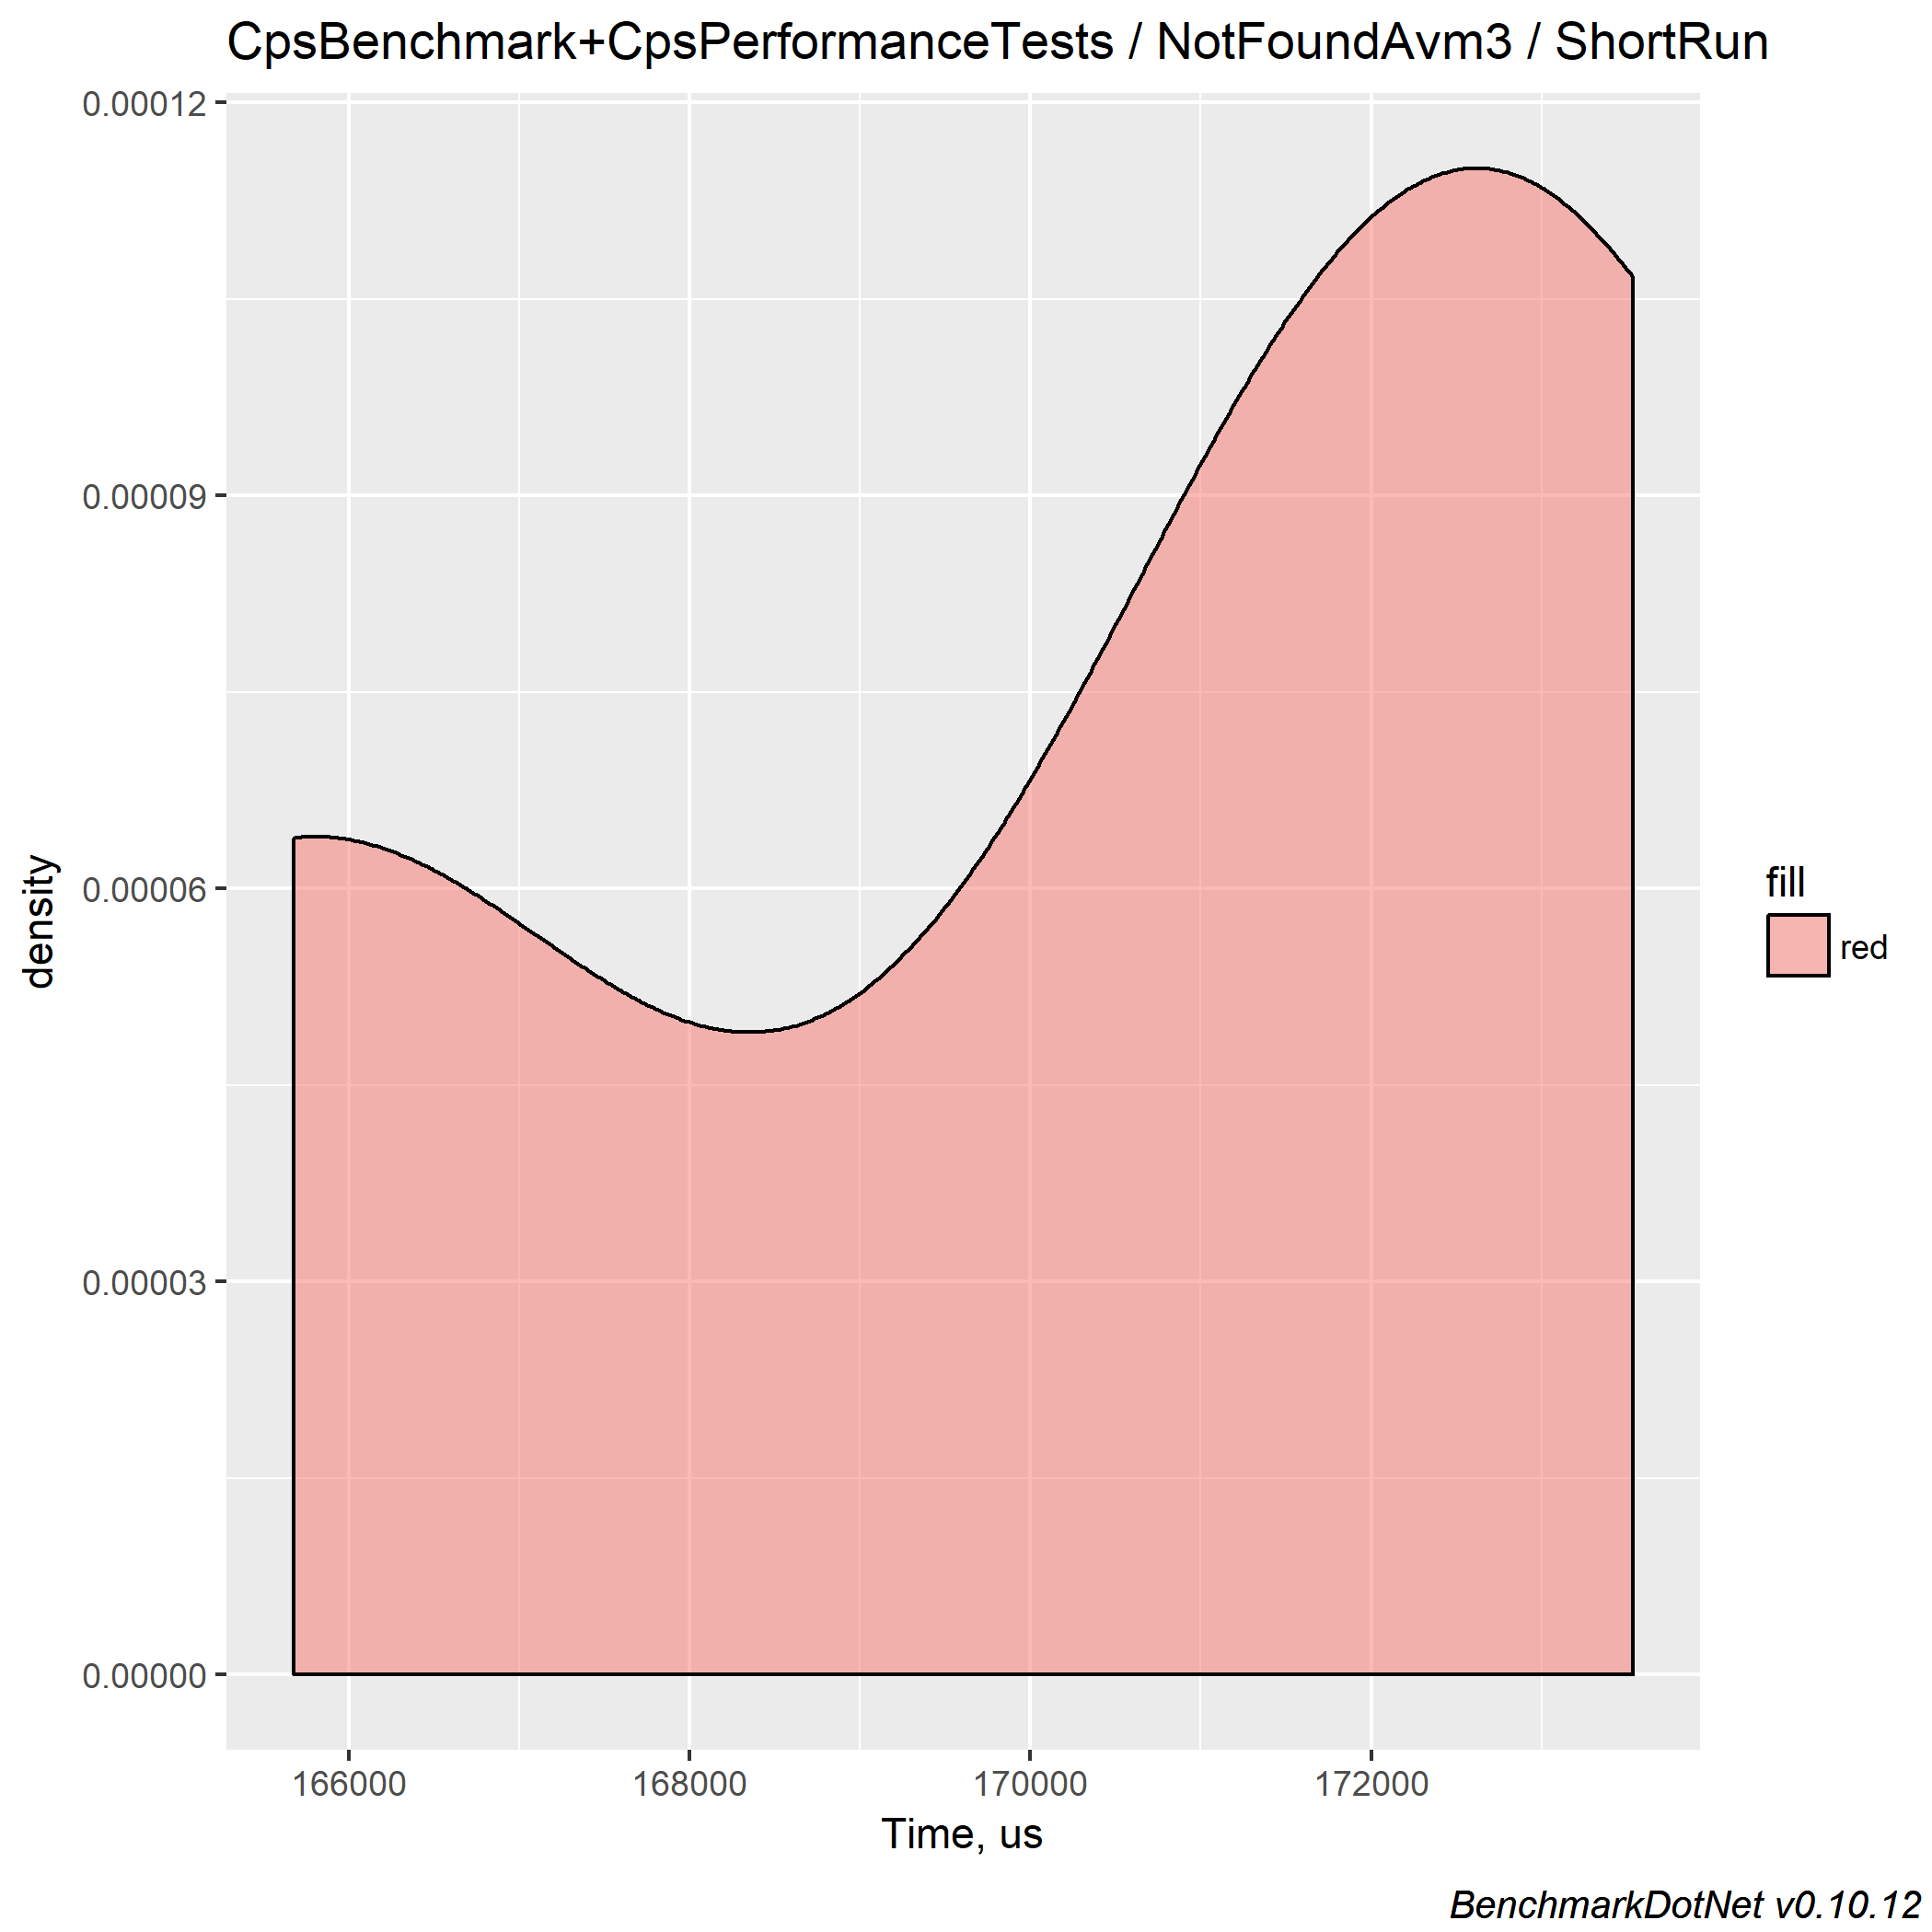 CpsBenchmark+CpsPerformanceTests / NotFoundAvm3 / ShortRun
0.00012
0.00009
0.00006
0.00003
0.00000
density
fill
red
166000 168000 170000 172000
Time, us
BenchmarkDotNet v0.10.12